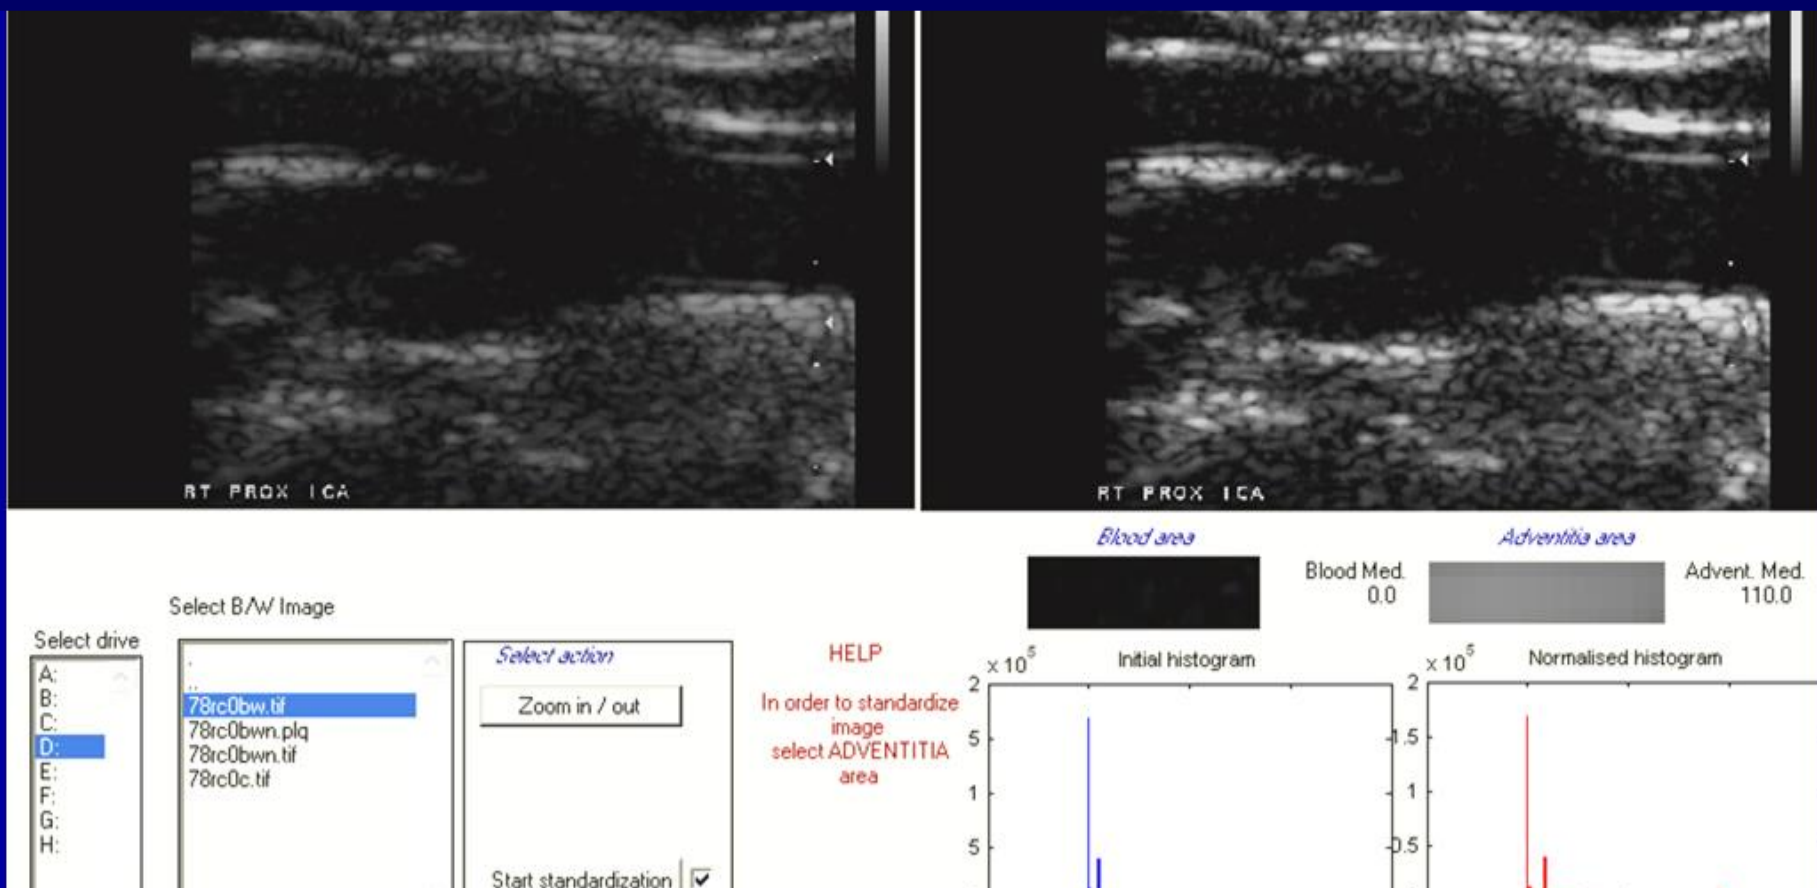 RT PROX ICA
RT PROX ICA
Blood area
Adventitia area
Blood Med.
0.0
Advent. Med.
110.0
Select B/W Image
Select drive
A:
B:
C:
D:
E:
F:
G:
H:
.
..
78rc0bw.tif
78rc0bwn.plq
78rc0bwn.tif
78rc0c.tif
Select action
Zoom in / out
Start standardization
HELP
In order to standardize
image
select ADVENTITIA
area
x 10^5
Initial histogram
2
5
1
5
x 10^5
Normalised histogram
2
1.5
1
0.5